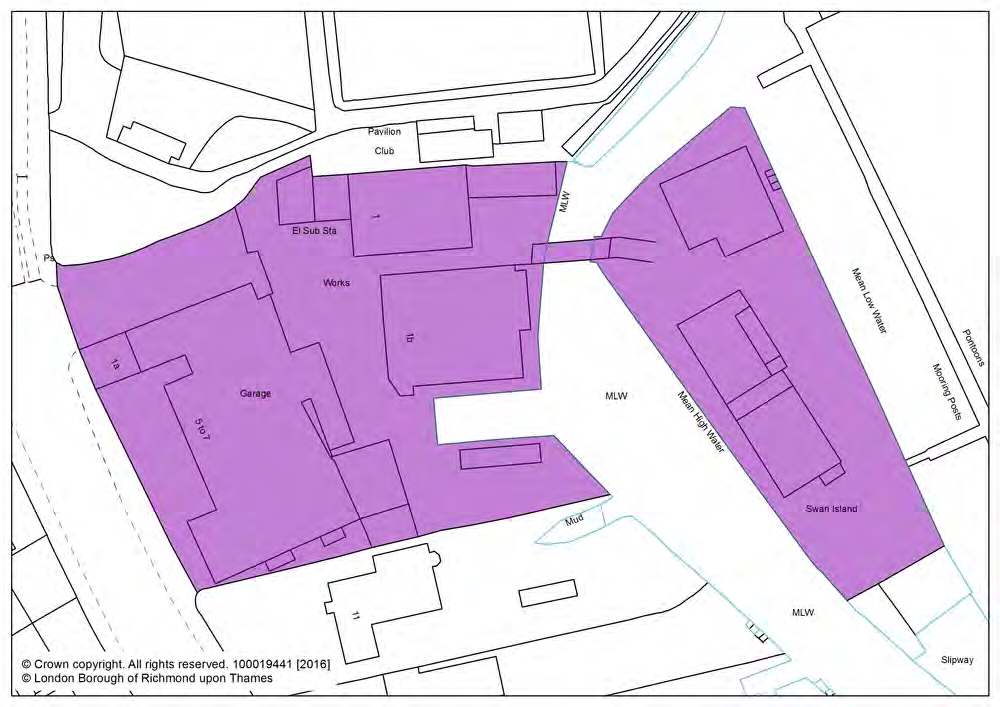 Pavilion
Club
MLW
1
El Sub Sta
Ps
Works
Mean Low Water
Pontoons
1b
1a
Garage
MLW
Mooring Posts
Mean High Water
5 to 7
Swan Island
Mud
11
MLW
Slipway
© Crown copyright. All rights reserved. 100019441 [2016]
© London Borough of Richmond upon Thames